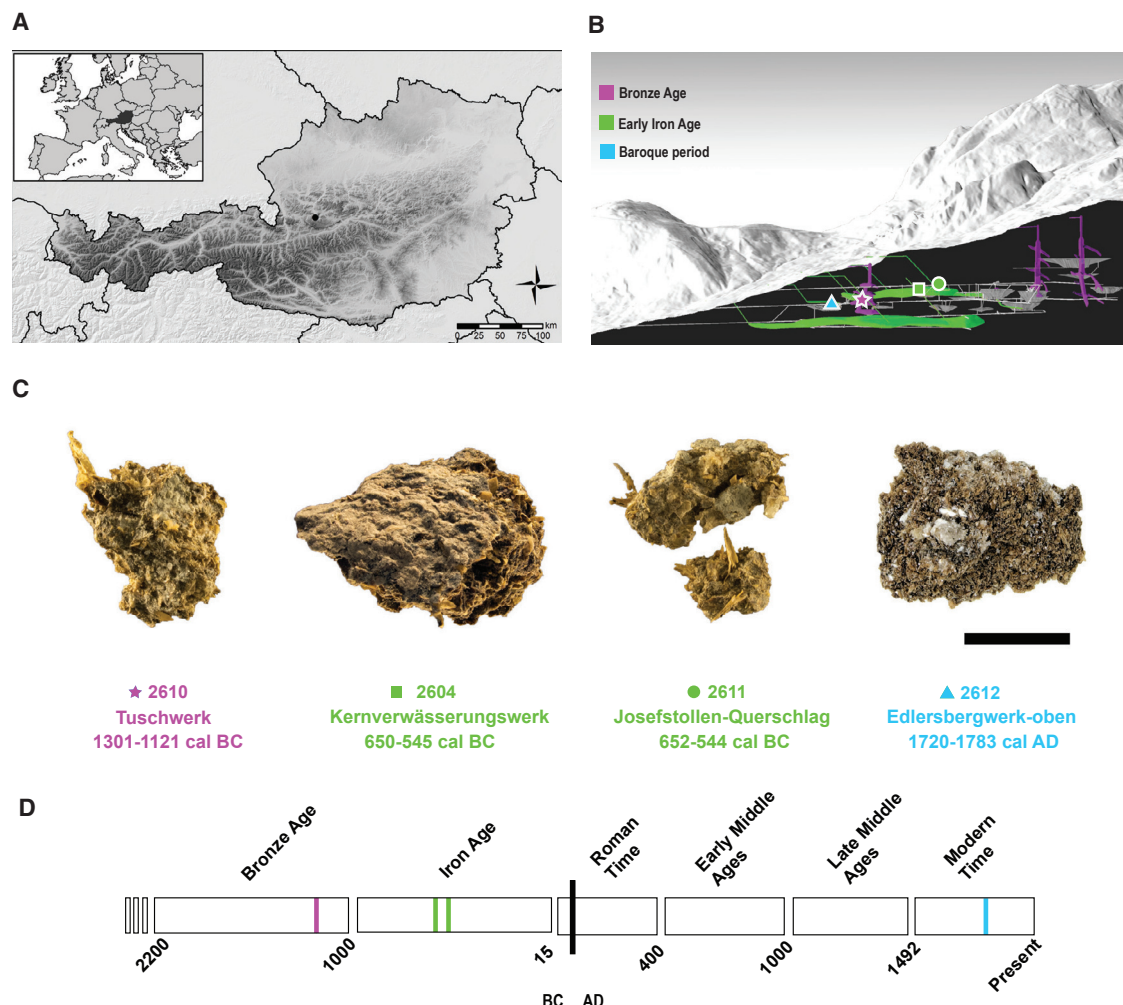 A
km
0 25 50 75 100
B
Bronze Age
Early Iron Age
Baroque period
C
2610
Tuschwerk
1301-1121 cal BC
2604
Kernverwässerungswerk
650-545 cal BC
2611
Josefstollen-Querschlag
652-544 cal BC
2612
Edlersbergwerk-oben
1720-1783 cal AD
D
Bronze Age
Iron Age
Roman
Time
Early Middle
Ages
Late Middle
Ages
Modern
Time
2200
1000
15
400
1000
1492
Present
BC AD